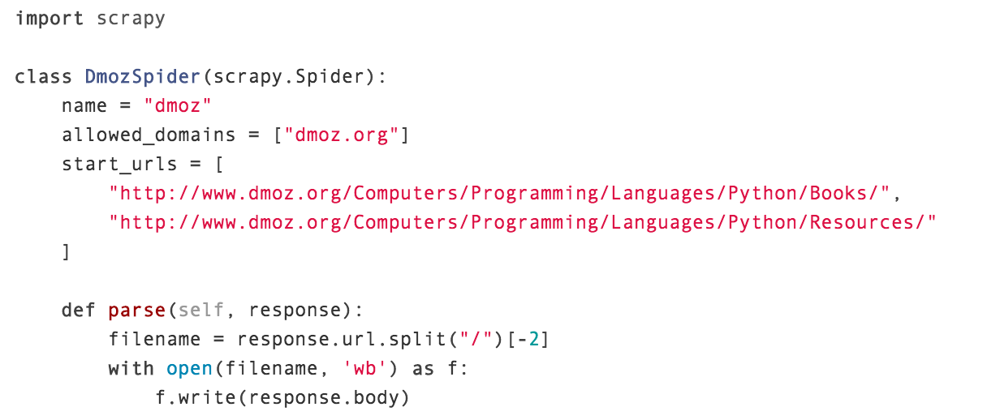 import scrapy

class DmozSpider(scrapy.Spider):
    name = "dmoz"
    allowed_domains = ["dmoz.org"]
    start_urls = [
        "http://www.dmoz.org/Computers/Programming/Languages/Python/Books/",
        "http://www.dmoz.org/Computers/Programming/Languages/Python/Resources/"
    ]

    def parse(self, response):
        filename = response.url.split("/")[-2]
        with open(filename, 'wb') as f:
            f.write(response.body)